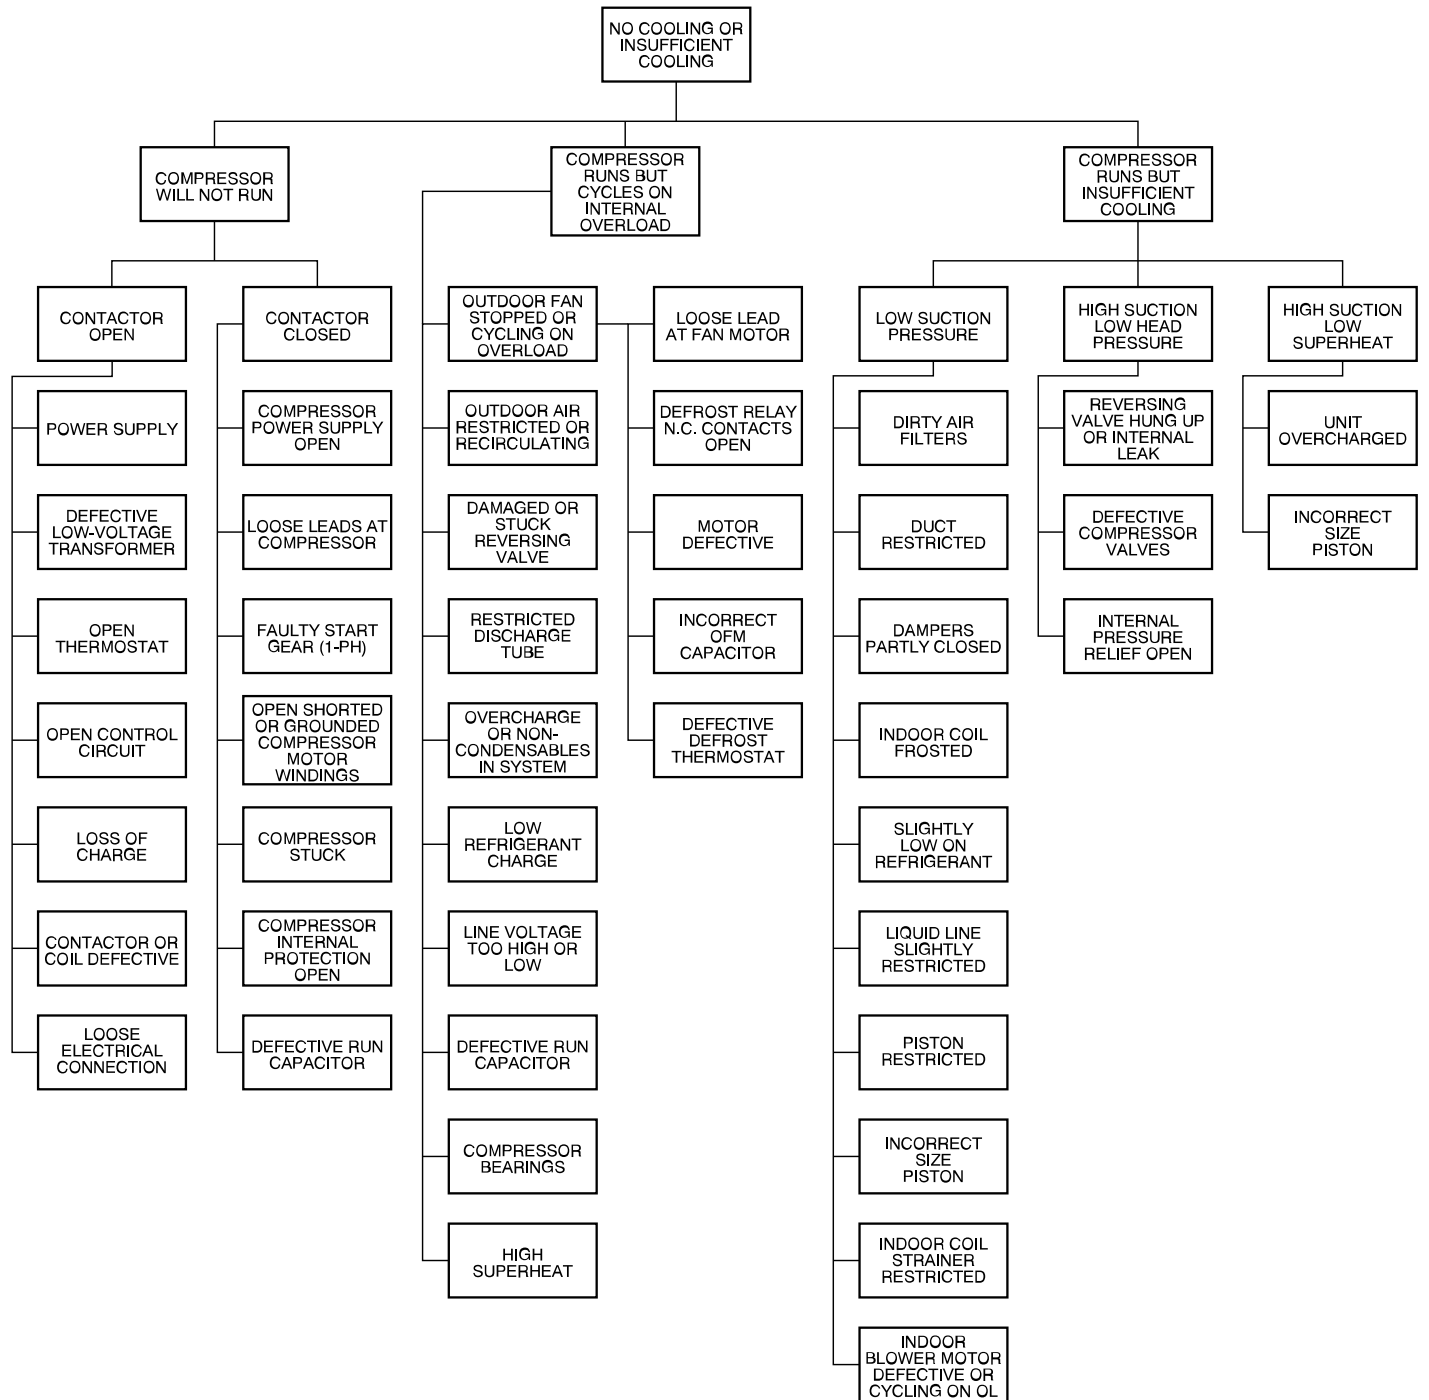 NO COOLING OR
INSUFFICIENT
COOLING
COMPRESSOR
WILL NOT RUN
COMPRESSOR
RUNS BUT
CYCLES ON
INTERNAL
OVERLOAD
COMPRESSOR
RUNS BUT
INSUFFICIENT
COOLING
CONTACTOR
OPEN
POWER SUPPLY
DEFECTIVE
LOW-VOLTAGE
TRANSFORMER
OPEN
THERMOSTAT
OPEN CONTROL
CIRCUIT
LOSS OF
CHARGE
CONTACTOR OR
COIL DEFECTIVE
LOOSE
ELECTRICAL
CONNECTION
CONTACTOR
CLOSED
COMPRESSOR
POWER SUPPLY
OPEN
LOOSE LEADS AT
COMPRESSOR
FAULTY START
GEAR (1-PH)
OPEN SHORTED
OR GROUNDED
COMPRESSOR
MOTOR
WINDINGS
COMPRESSOR
STUCK
COMPRESSOR
INTERNAL
PROTECTION
OPEN
DEFECTIVE RUN
CAPACITOR
OUTDOOR FAN
STOPPED OR
CYCLING ON
OVERLOAD
OUTDOOR AIR
RESTRICTED OR
RECIRCULATING
DAMAGED OR
STUCK
REVERSING
VALVE
RESTRICTED
DISCHARGE
TUBE
OVERCHARGE
OR NON-
CONDENSABLES
IN SYSTEM
LOW
REFRIGERANT
CHARGE
LINE VOLTAGE
TOO HIGH OR
LOW
DEFECTIVE RUN
CAPACITOR
COMPRESSOR
BEARINGS
HIGH
SUPERHEAT
LOOSE LEAD
AT FAN MOTOR
DEFROST RELAY
N.C. CONTACTS
OPEN
MOTOR
DEFECTIVE
INCORRECT
OFM
CAPACITOR
DEFECTIVE
DEFROST
THERMOSTAT
LOW SUCTION
PRESSURE
DIRTY AIR
FILTERS
DUCT
RESTRICTED
DAMPERS
PARTLY CLOSED
INDOOR COIL
FROSTED
SLIGHTLY
LOW ON
REFRIGERANT
LIQUID LINE
SLIGHTLY
RESTRICTED
PISTON
RESTRICTED
INCORRECT
SIZE
PISTON
INDOOR COIL
STRAINER
RESTRICTED
INDOOR
BLOWER MOTOR
DEFECTIVE OR
CYCLING ON OL
HIGH SUCTION
LOW HEAD
PRESSURE
REVERSING
VALVE HUNG UP
OR INTERNAL
LEAK
DEFECTIVE
COMPRESSOR
VALVES
INTERNAL
PRESSURE
RELIEF OPEN
HIGH SUCTION
LOW
SUPERHEAT
UNIT
OVERCHARGED
INCORRECT
SIZE
PISTON